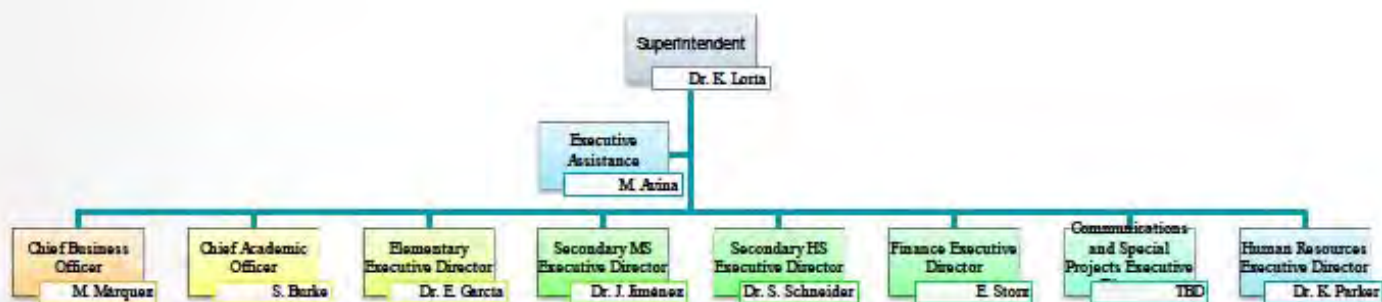 Superintendent
Dr. K. Loria
Executive
Assistance
M. Avina
Chief Business
Officer
M. Marquez
Chief Academic
Officer
S. Burke
Elementary
Executive Director
Dr. E. Garcia
Secondary MS
Executive Director
Dr. J. Jiménez
Secondary HS
Executive Director
Dr. S. Schneider
Finance Executive
Director
E. Storz
Communications
and Special
Projects Executive
TBD
Human Resources
Executive Director
Dr. K. Parker